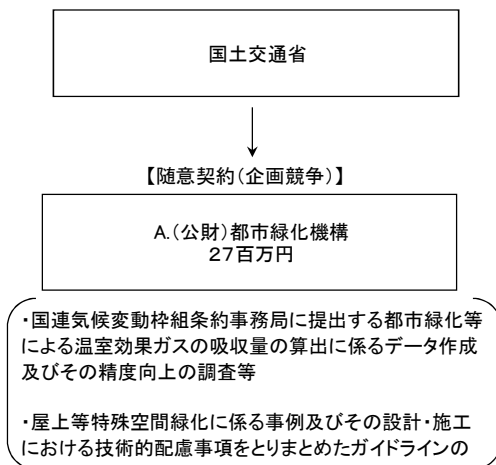 国土交通省
【随意契約(企画競争)】
A.(公財)都市緑化機構
27百万円
・国連気候変動枠組条約事務局に提出する都市緑化等
による温室効果ガスの吸収量の算出に係るデータ作成
及びその精度向上の調査等
・屋上等特殊空間緑化に係る事例及びその設計・施工
における技術的配慮事項をとりまとめたガイドラインの